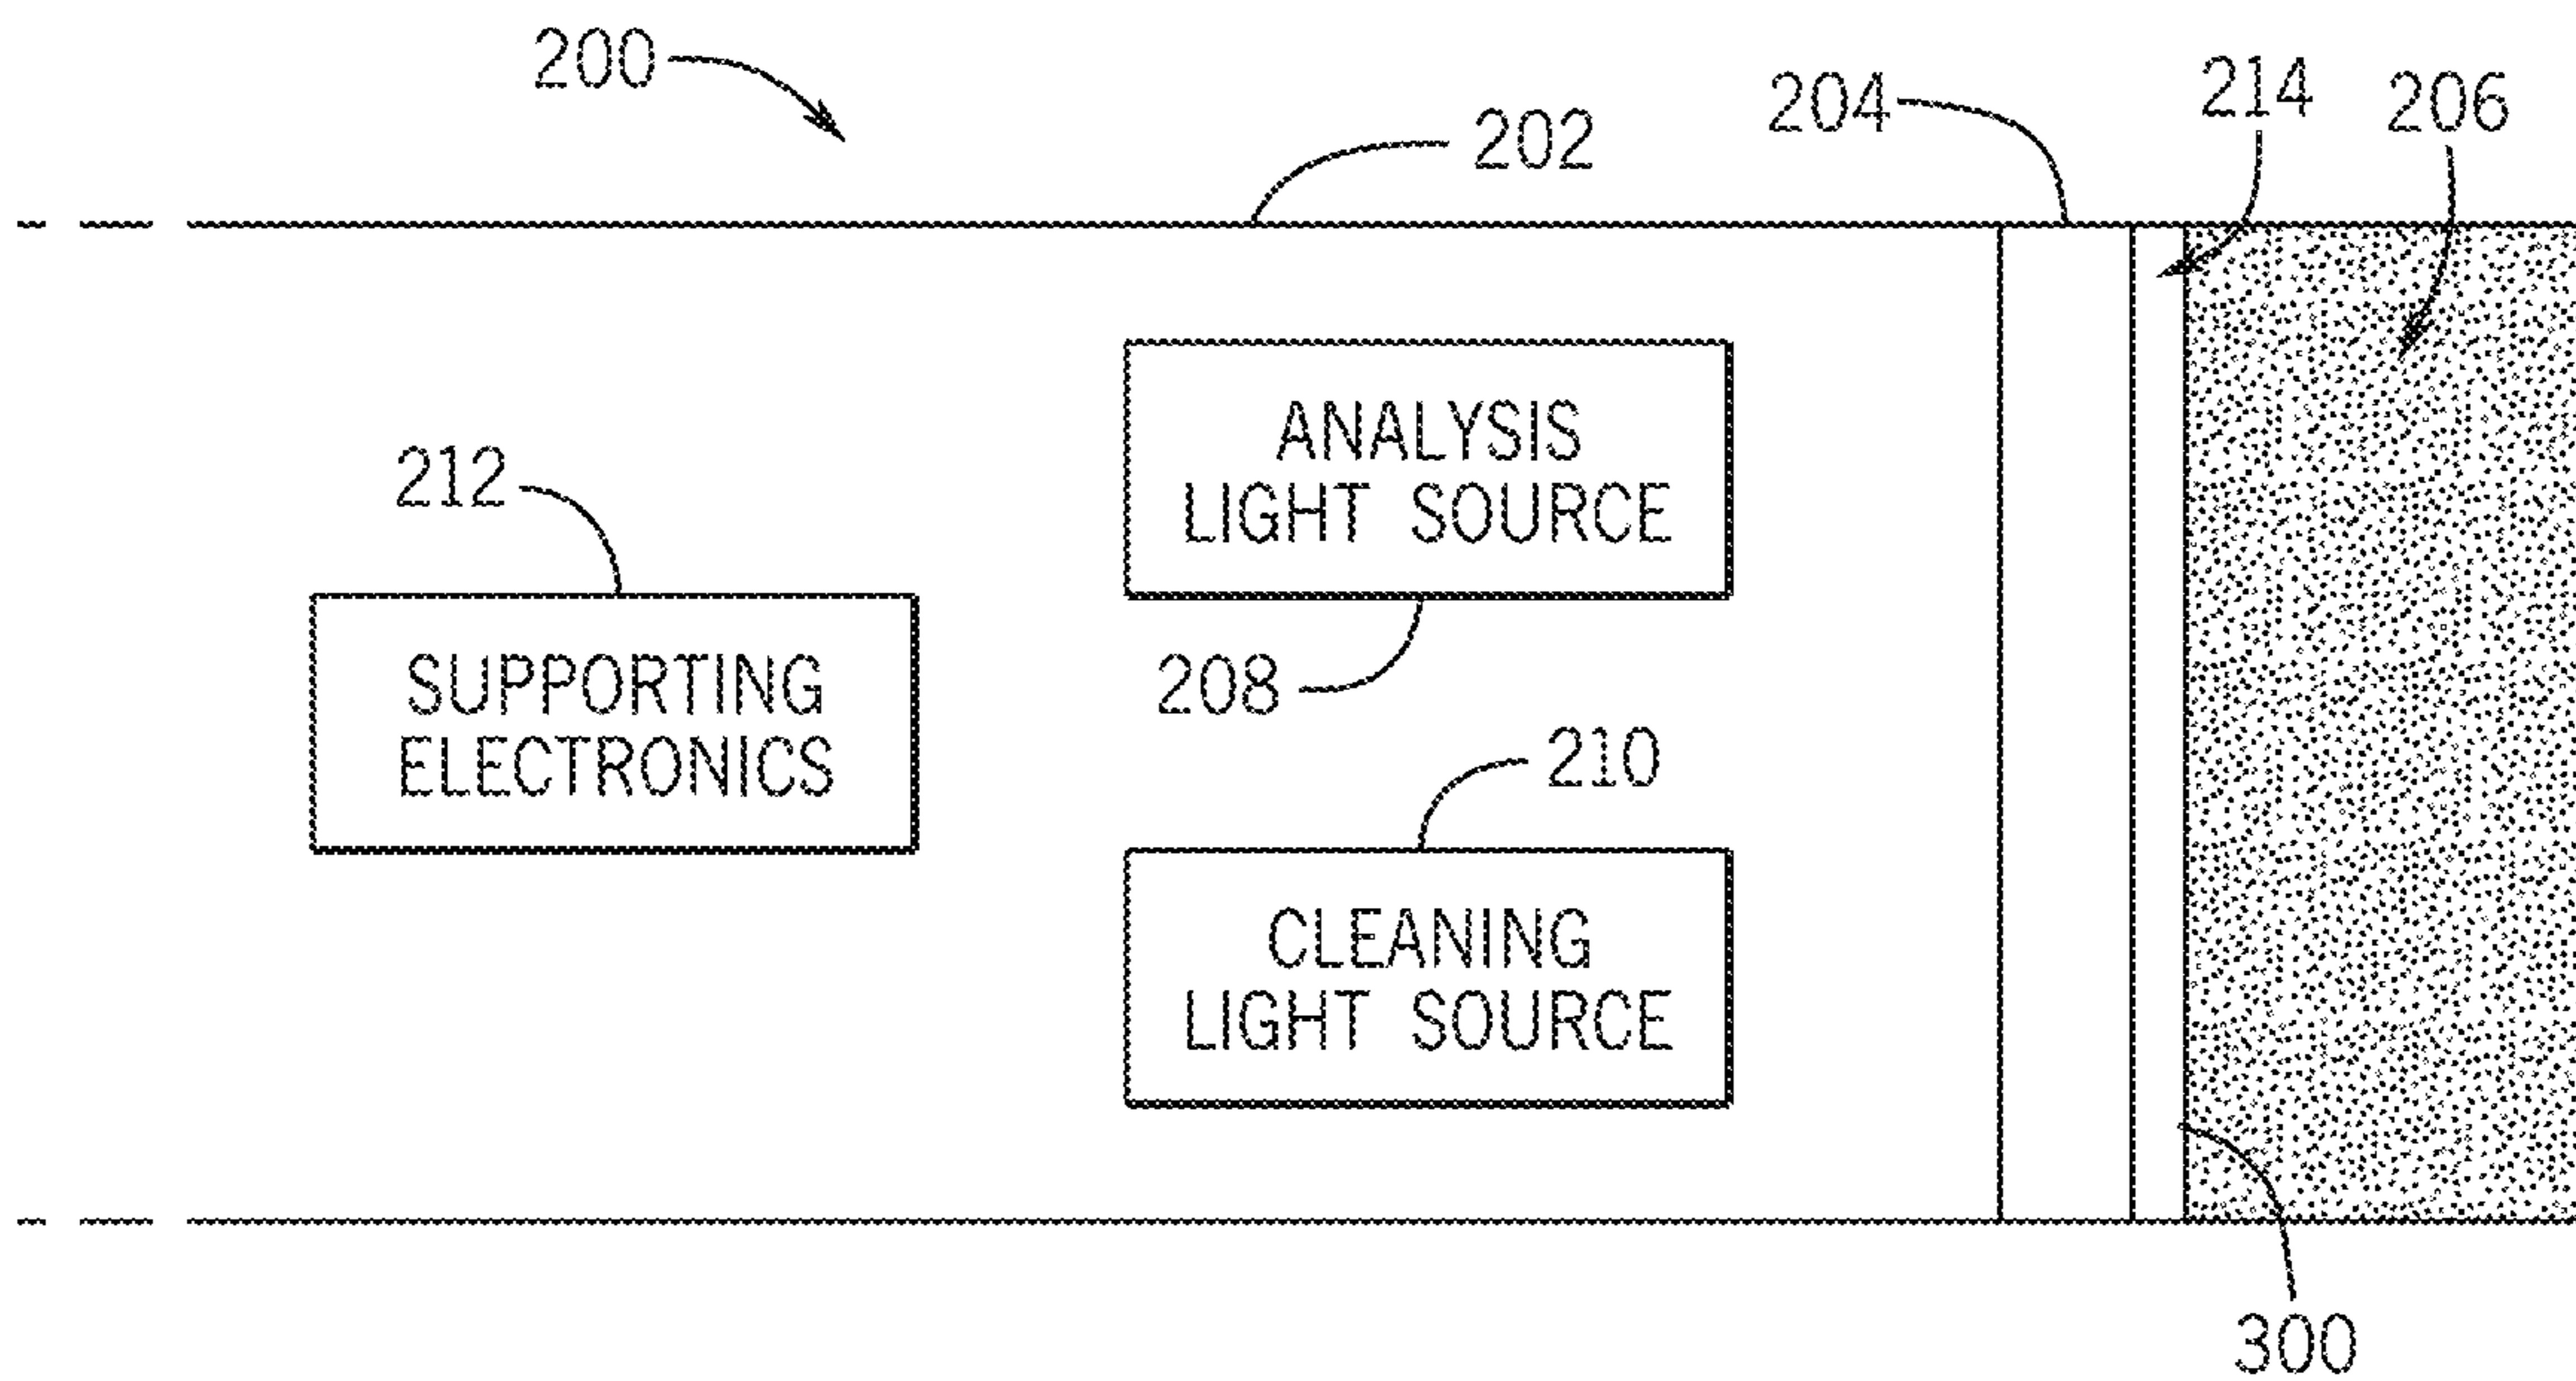 200
202
204
214
206
ANALYSIS
LIGHT SOURCE
212
208
SUPPORTING
ELECTRONICS
210
CLEANING
LIGHT SOURCE
300